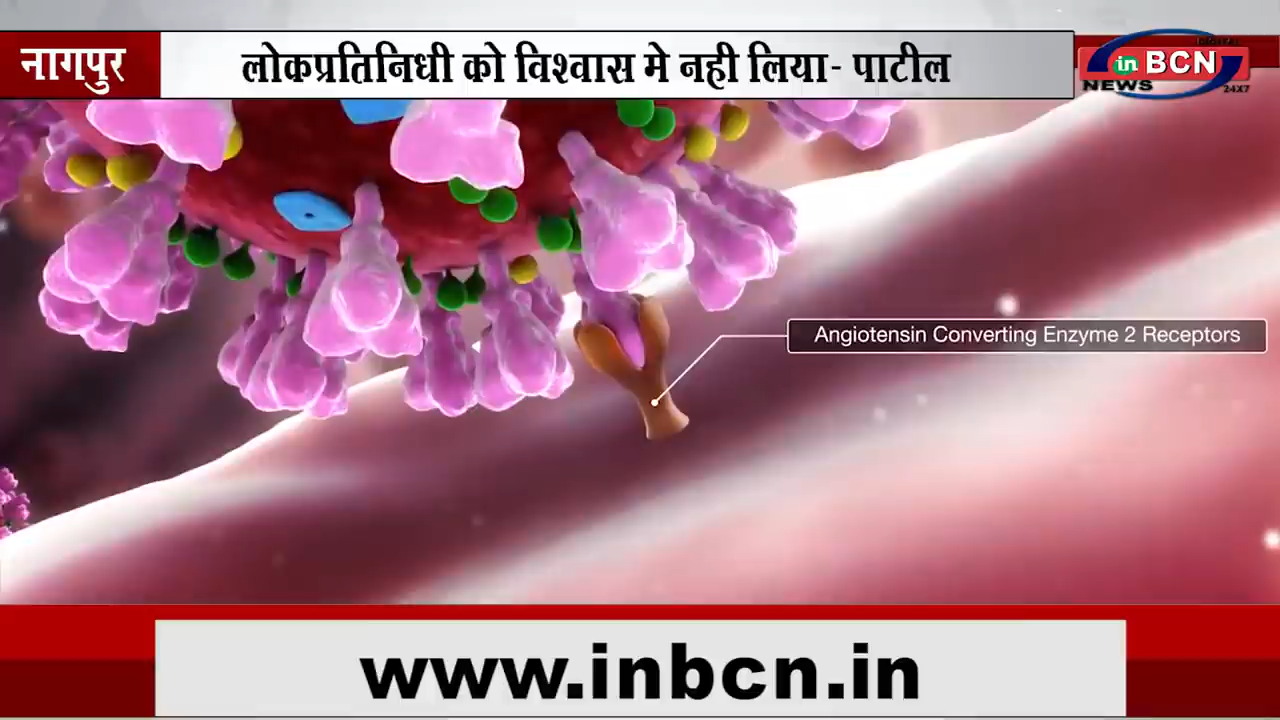 नागपुर
लोकप्रतिनिधी को विश्वास मे नही लिया- पाटील
in BCN
NEWS
24X7
Angiotensin Converting Enzyme 2 Receptors
www.inbcn.in